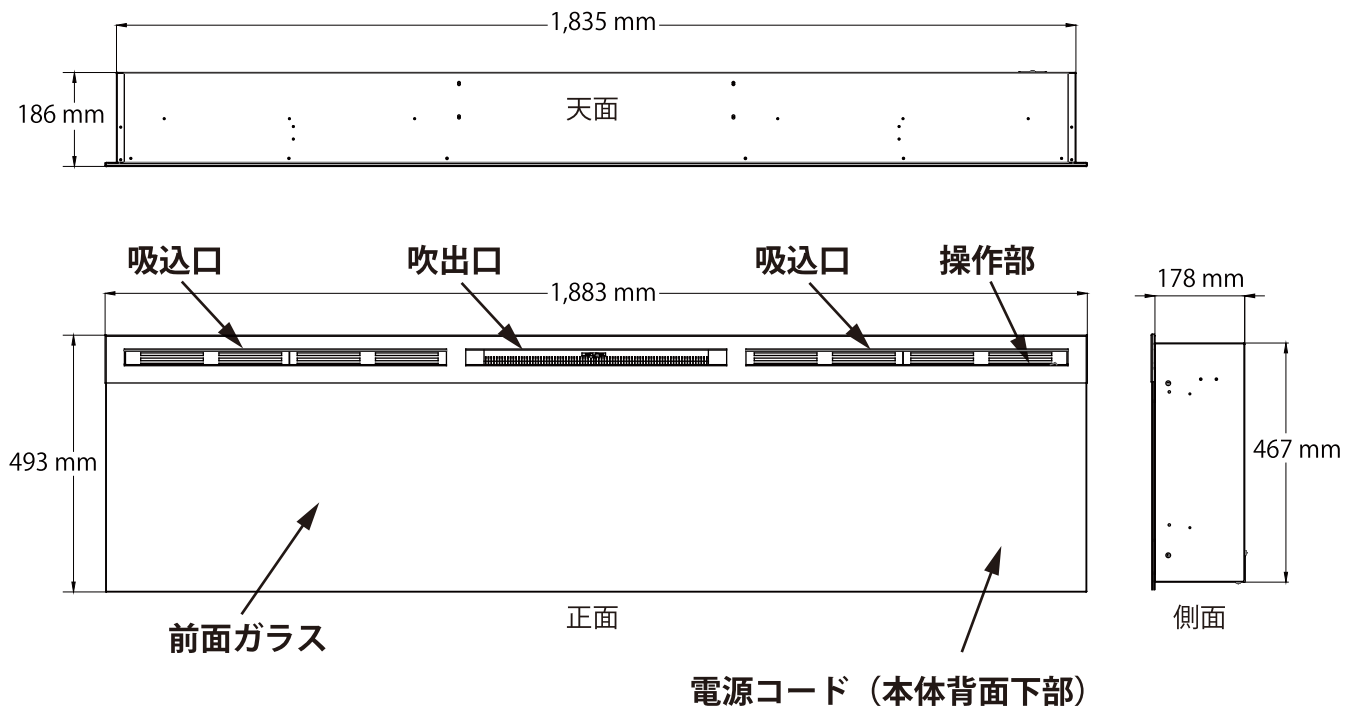 1,835 mm
186 mm
天面
吸込口
吹出口
吸込口
操作部
1,883 mm
178 mm
493 mm
467 mm
前面ガラス
正面
側面
電源コード（本体背面下部）